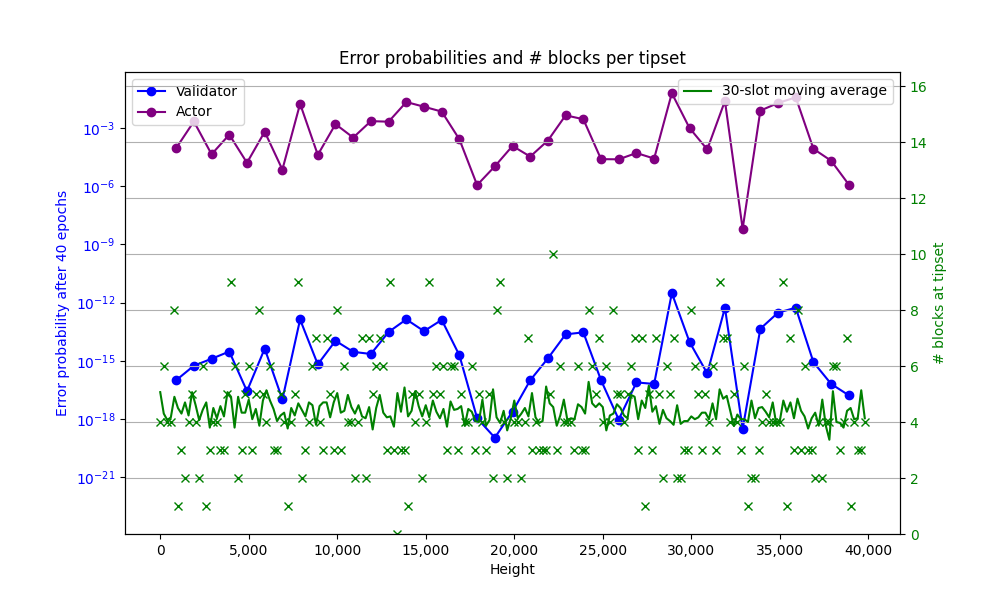 Error probabilities and # blocks per tipset
Validator
Actor
30-slot moving average
Error probability after 40 epochs
10⁻³
10⁻⁶
10⁻⁹
10⁻¹²
10⁻¹⁵
10⁻¹⁸
10⁻²¹
16
14
12
10
8
6
4
2
0
# blocks at tipset
0 5,000 10,000 15,000 20,000 25,000 30,000 35,000 40,000
Height